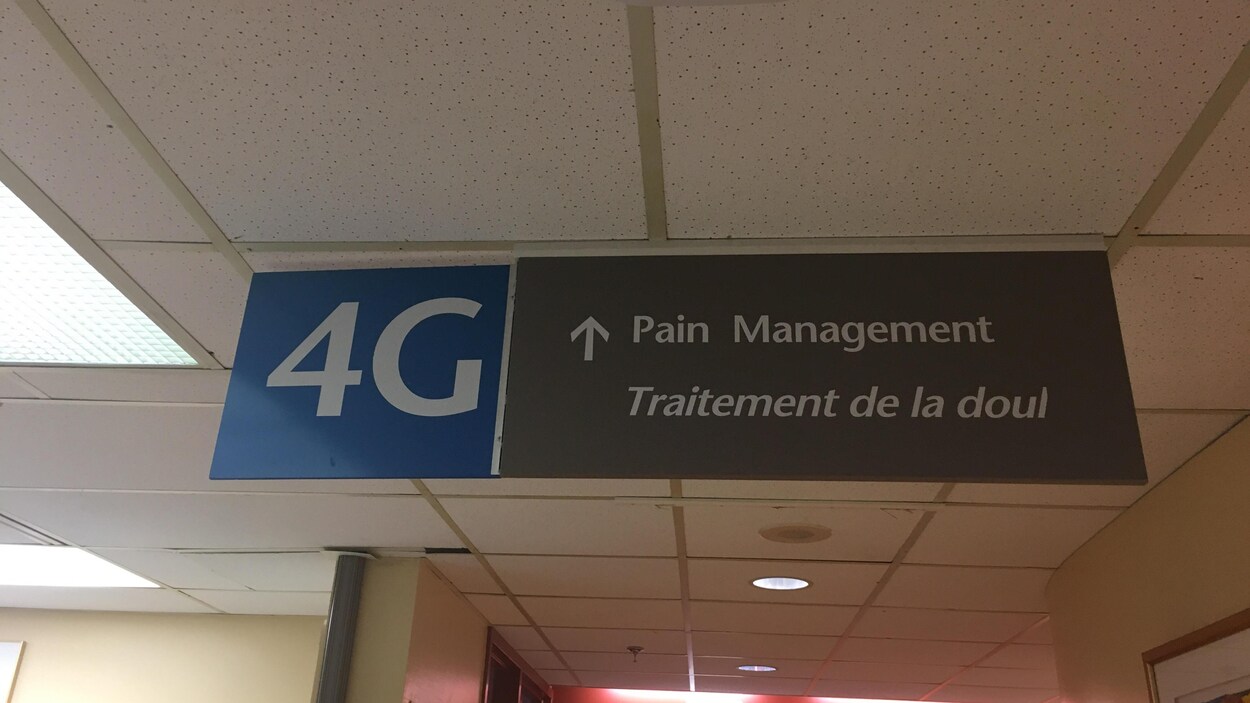 4G
↑ Pain Management
Traitement de la doul